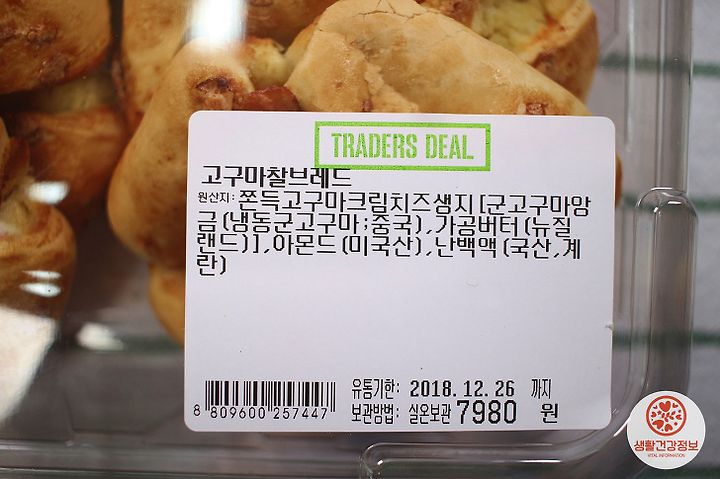 TRADERS DEAL
고구마찰브레드
원산지: 쫀득고구마크림치즈생지[군고구마앙
금(냉동군고구마;중국),가공버터(뉴질
랜드)],아몬드(미국산),난백액(국산,계
란)
유통기한: 2018.12.26 까지
보관방법: 실온보관 7980 원
8 809600 257447
생활건강정보
VITAL INFORMATION